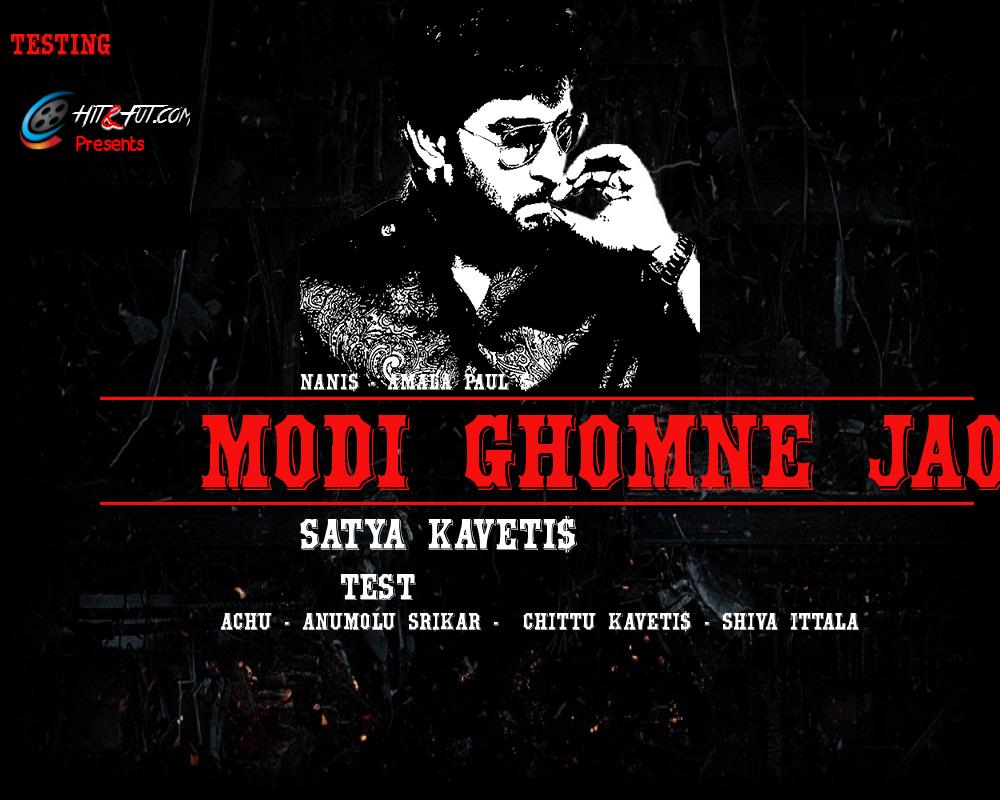 TESTING
HIT&FUT.COM
Presents
NANI$ - AMALA PAUL $
MODI GHOMNE JAO
SATYA KAVETI$
TEST
ACHU - ANUMOLU SRIKAR - CHITTU KAVETI$ - SHIVA ITTALA